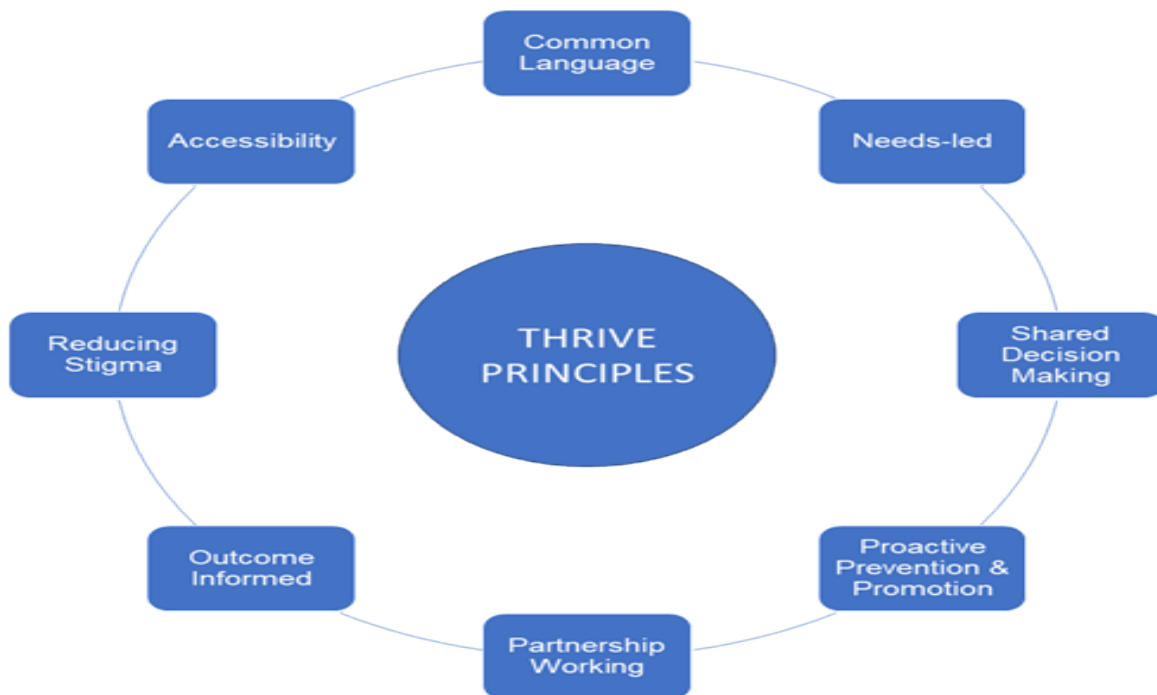 Common
Language
Accessibility
Needs-led
THRIVE
PRINCIPLES
Reducing
Stigma
Shared
Decision
Making
Outcome
Informed
Proactive
Prevention &
Promotion
Partnership
Working